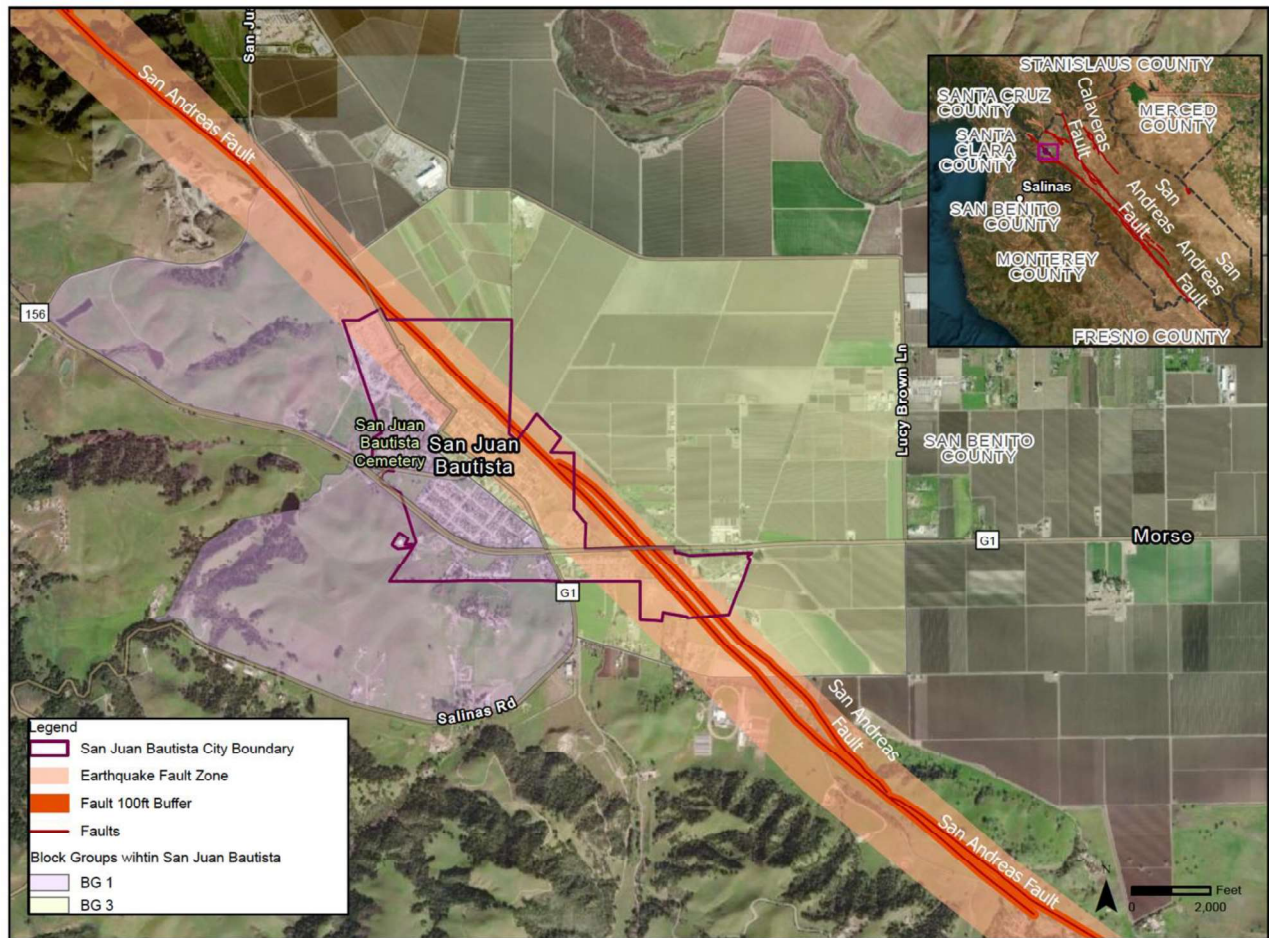 San Ju
San Andreas Fault
156
San Juan
Bautista
Cemetery
San Juan
Bautista
Lucy Brown Ln
SAN BENITO
COUNTY
G1
Morse
G1
Salinas Rd
San Andreas
Fault
San Andreas Fault
STANISLAUS COUNTY
SANTA CRUZ
COUNTY
Calaveras
Fault
MERCED
COUNTY
SANTA
CLARA
COUNTY
Salinas
San
Andreas
Fault
SAN BENITO
COUNTY
San
Andreas
Fault
MONTEREY
COUNTY
FRESNO COUNTY
Legend
San Juan Bautista City Boundary
Earthquake Fault Zone
Fault 100ft Buffer
Faults
Block Groups wihtin San Juan Bautista
BG 1
BG 3
N
Feet
0 2,000